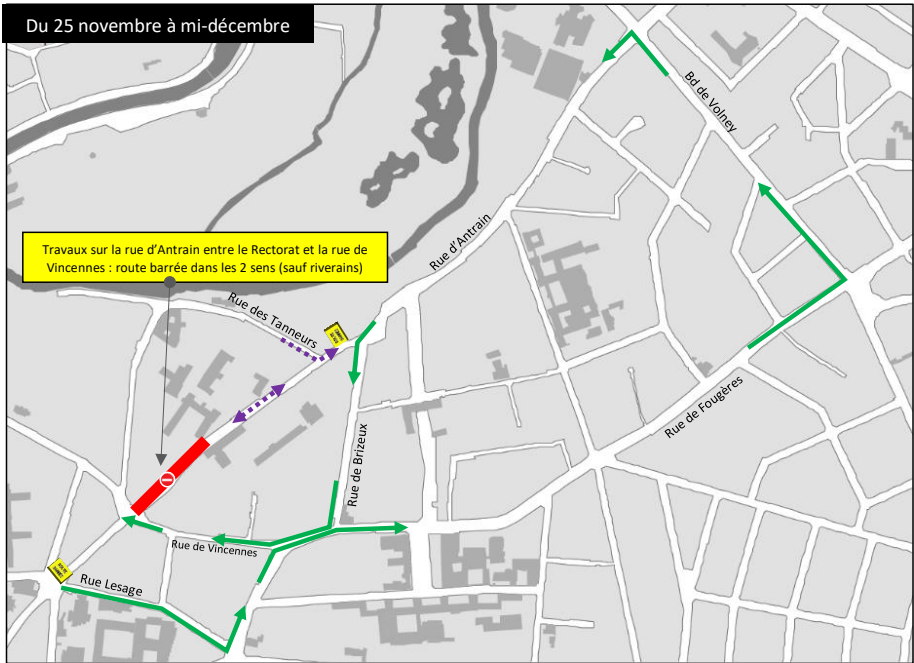 Du 25 novembre à mi-décembre
Bd de Volney
Rue d'Antrain
Travaux sur la rue d'Antrain entre le Rectorat et la rue de
Vincennes : route barrée dans les 2 sens (sauf riverains)
Rue des Tanneurs
Rue de Fougères
Rue de Brizeux
Rue de Vincennes
Rue Lesage